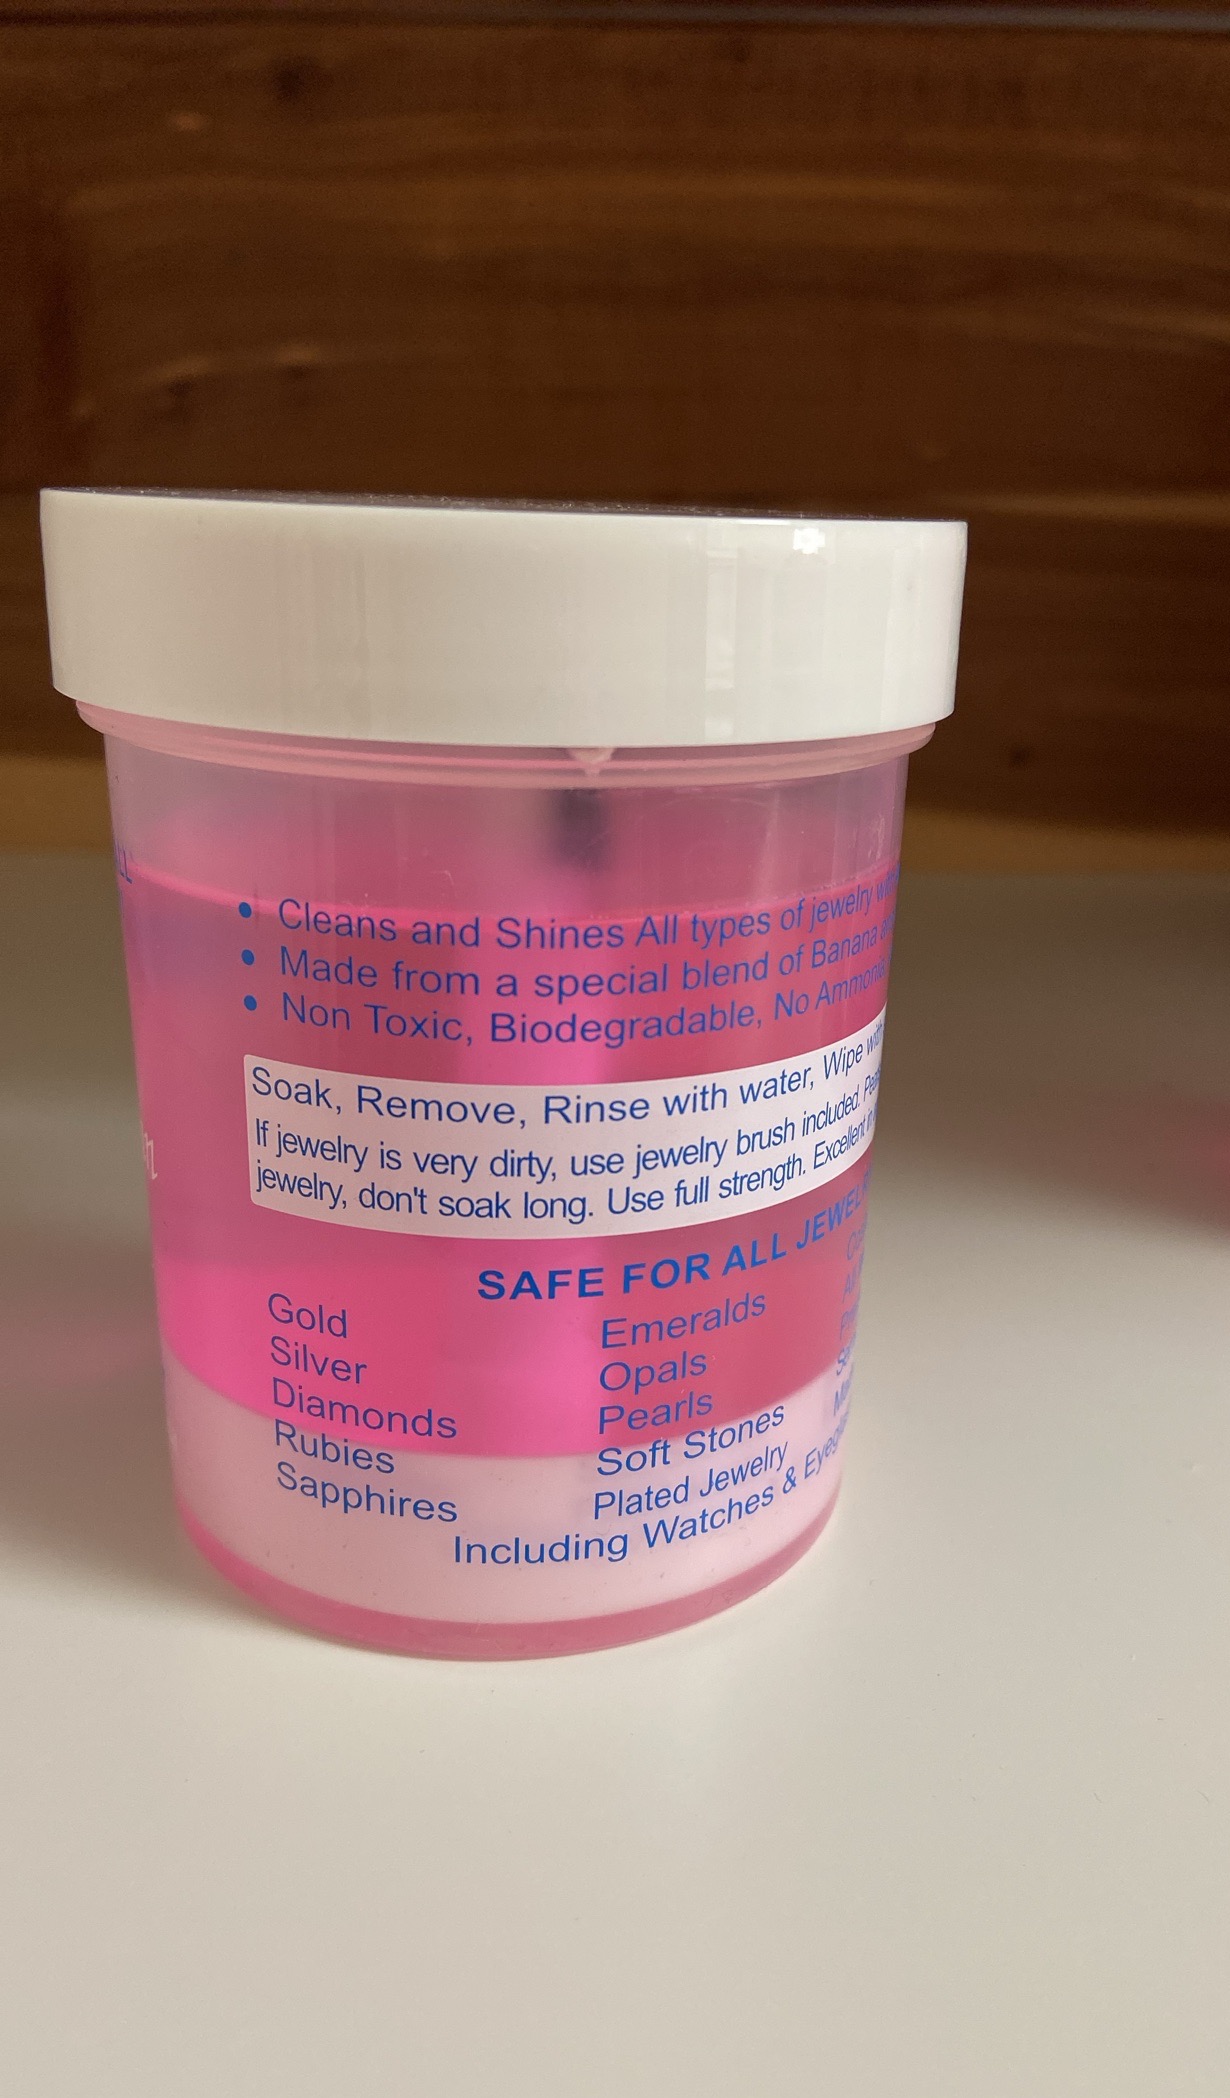 • Cleans and Shines All types of jewelry
• Made from a special blend of Banana
• Non Toxic, Biodegradable, No
Soak, Remove, Rinse with water, Wipe with
If jewelry is very dirty, use jewelry brush included.
jewelry, don't soak long. Use full strength. Excellent
SAFE FOR ALL
Gold
Silver
Diamonds
Rubies
Sapphires
Emeralds
Opals
Pearls
Soft Stones
Plated Jewelry
Including Watches &